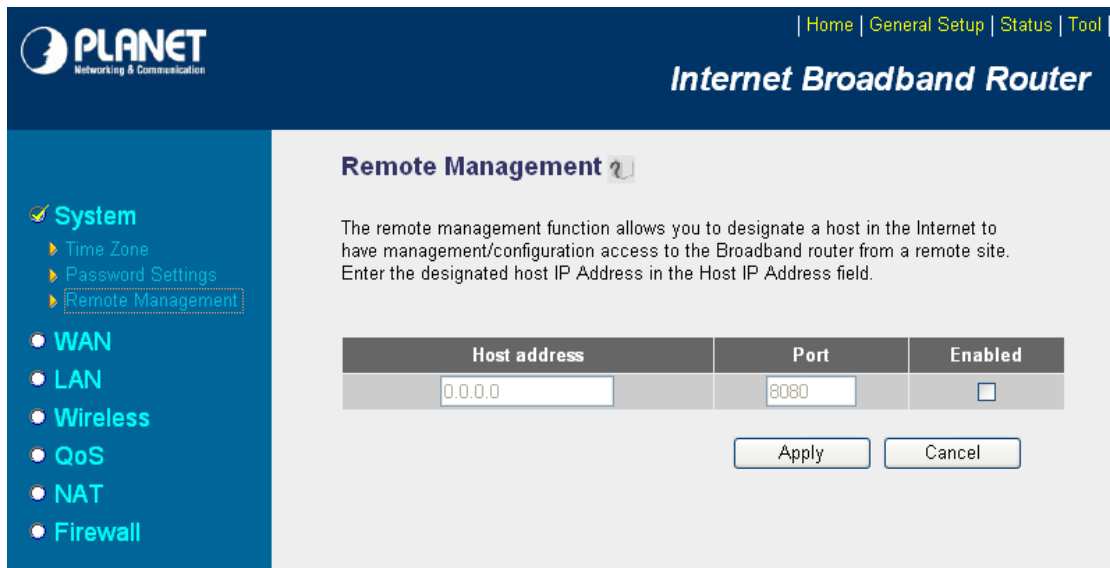 PLANET
Networking & Communication
| Home | General Setup | Status | Tool |
Internet Broadband Router
System
Time Zone
Password Settings
Remote Management
WAN
LAN
Wireless
QoS
NAT
Firewall
Remote Management
The remote management function allows you to designate a host in the Internet to
have management/configuration access to the Broadband router from a remote site.
Enter the designated host IP Address in the Host IP Address field.
Host address Port Enabled
0.0.0.0 8080
Apply Cancel